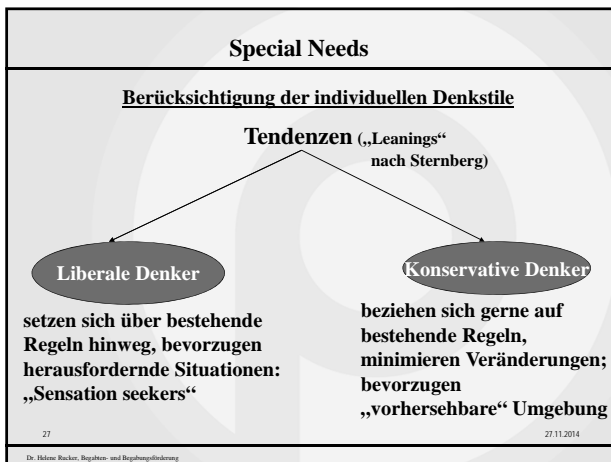 Special Needs
Berücksichtigung der individuellen Denkstile
Tendenzen („Leanings“
nach Sternberg)
Liberale Denker
setzen sich über bestehende
Regeln hinweg, bevorzugen
herausfordernde Situationen:
„Sensation seekers“
Konservative Denker
beziehen sich gerne auf
bestehende Regeln,
minimieren Veränderungen;
bevorzugen
„vorhersehbare“ Umgebung
27
27.11.2014
Dr. Helene Rucker, Begabten- und Begabungsförderung